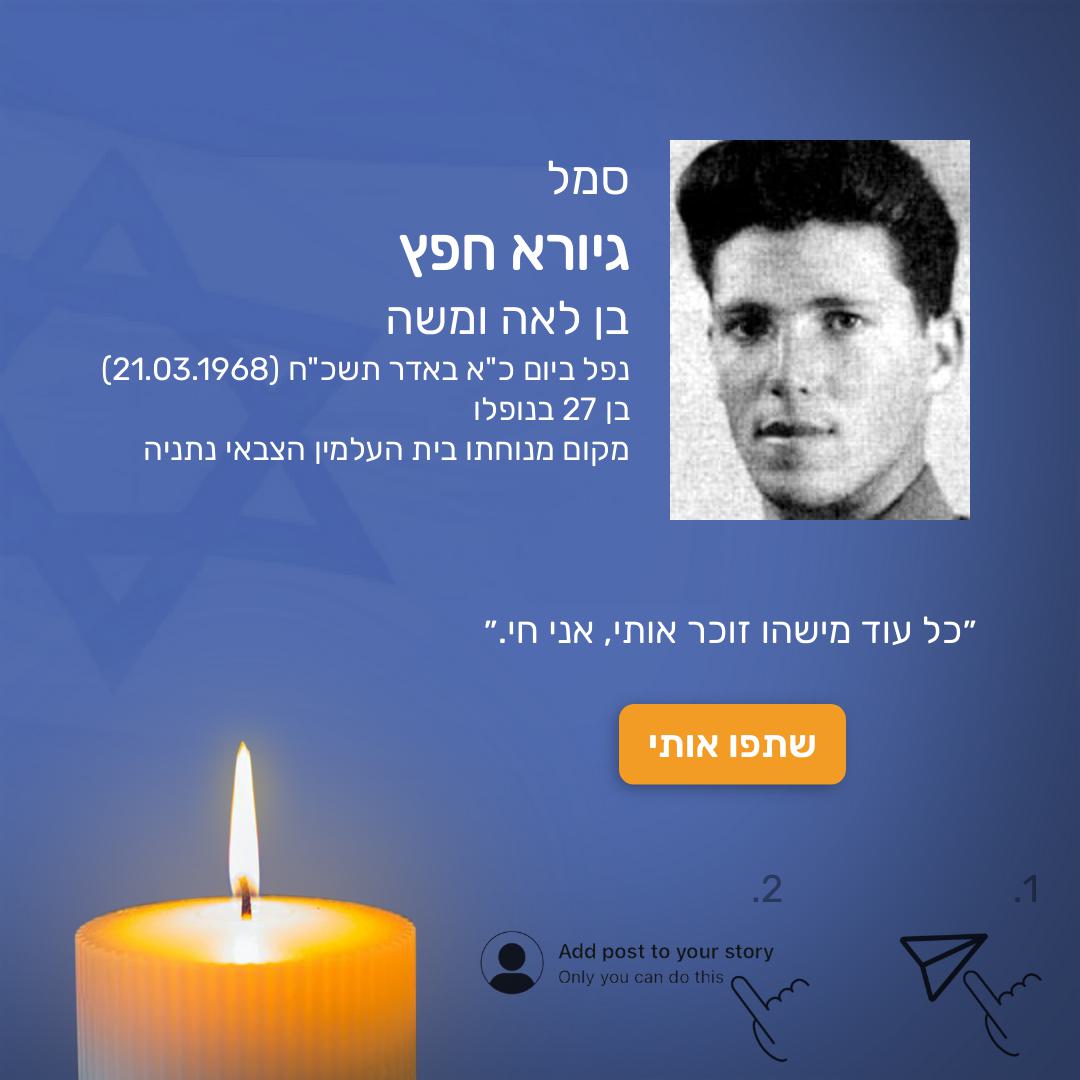 סמל
גיורא חפץ
בן לאה ומשה
נפל ביום כ"א באדר תשכ"ח (21.03.1968)
בן 27 בנופלו
מקום מנוחתו בית העלמין הצבאי נתניה
״כל עוד מישהו זוכר אותי, אני חי.״
שתפו אותי
.1
.2
Add post to your story
Only you can do this